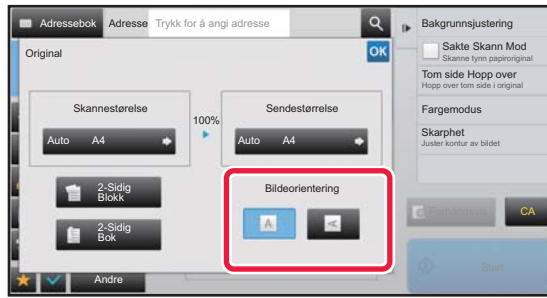 Adressebok
Adresse
Trykk for å angi adresse
Original
OK
Skannestørelse
100%
Sendestørrelse
Auto A4
Auto A4
2-Sidig
Blokk
2-Sidig
Bok
Bildeorientering
A
A
Andre
Bakgrunnsjustering
Sakte Skann Mod
Skanne tynn papiroriginal
Tom side Hopp over
Hopp over tom side i original
Fargemodus
Skarphet
Juster kontur av bildet
CA
Start